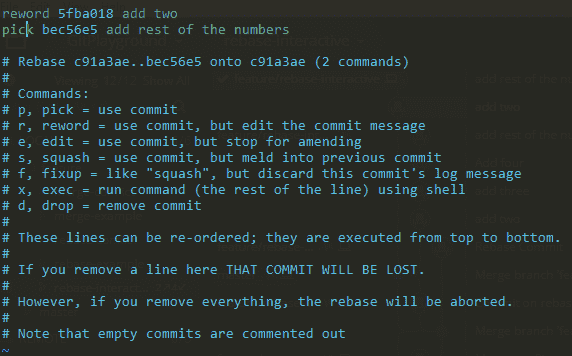 reword 5fba018 add two
pick bec56e5 add rest of the numbers
# Rebase c91a3ae..bec56e5 onto c91a3ae (2 commands)
#
# Commands:
# p, pick = use commit
# r, reword = use commit, but edit the commit message
# e, edit = use commit, but stop for amending
# s, squash = use commit, but meld into previous commit
# f, fixup = like "squash", but discard this commit's log message
# x, exec = run command (the rest of the line) using shell
# d, drop = remove commit
#
# These lines can be re-ordered; they are executed from top to bottom.
#
# If you remove a line here THAT COMMIT WILL BE LOST.
#
# However, if you remove everything, the rebase will be aborted.
#
# Note that empty commits are commented out
~